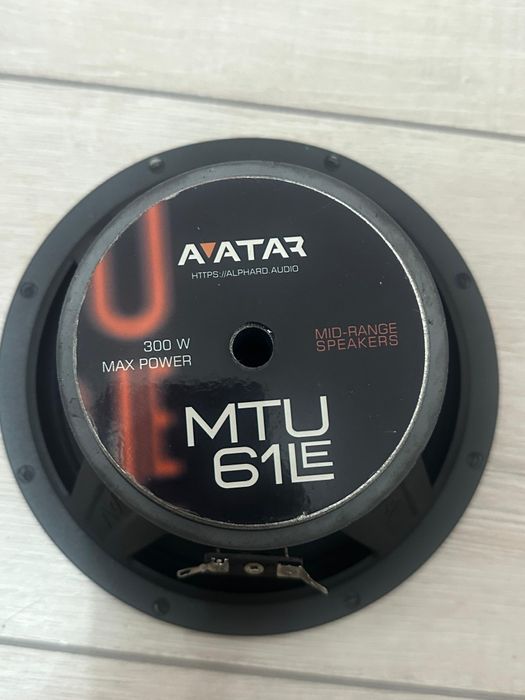 AVATAR
HTTPS://ALPHARD.AUDIO
300 W
MAX POWER
MID-RANGE
SPEAKERS
MTU
61LE